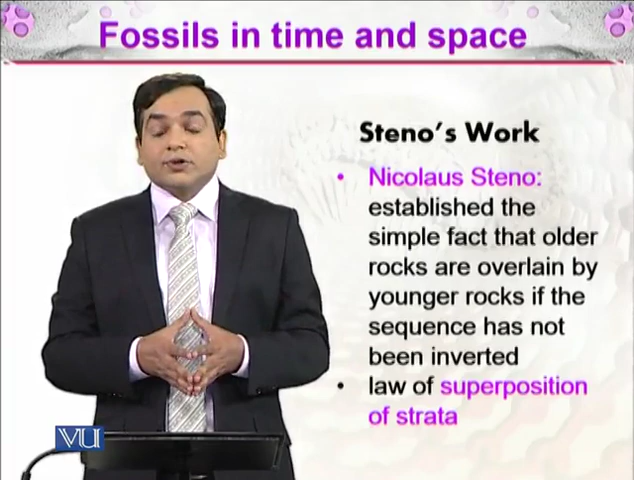 Fossils in time and space
Steno's Work
• Nicolaus Steno:
established the
simple fact that older
rocks are overlain by
younger rocks if the
sequence has not
been inverted
• law of superposition
of strata
VU